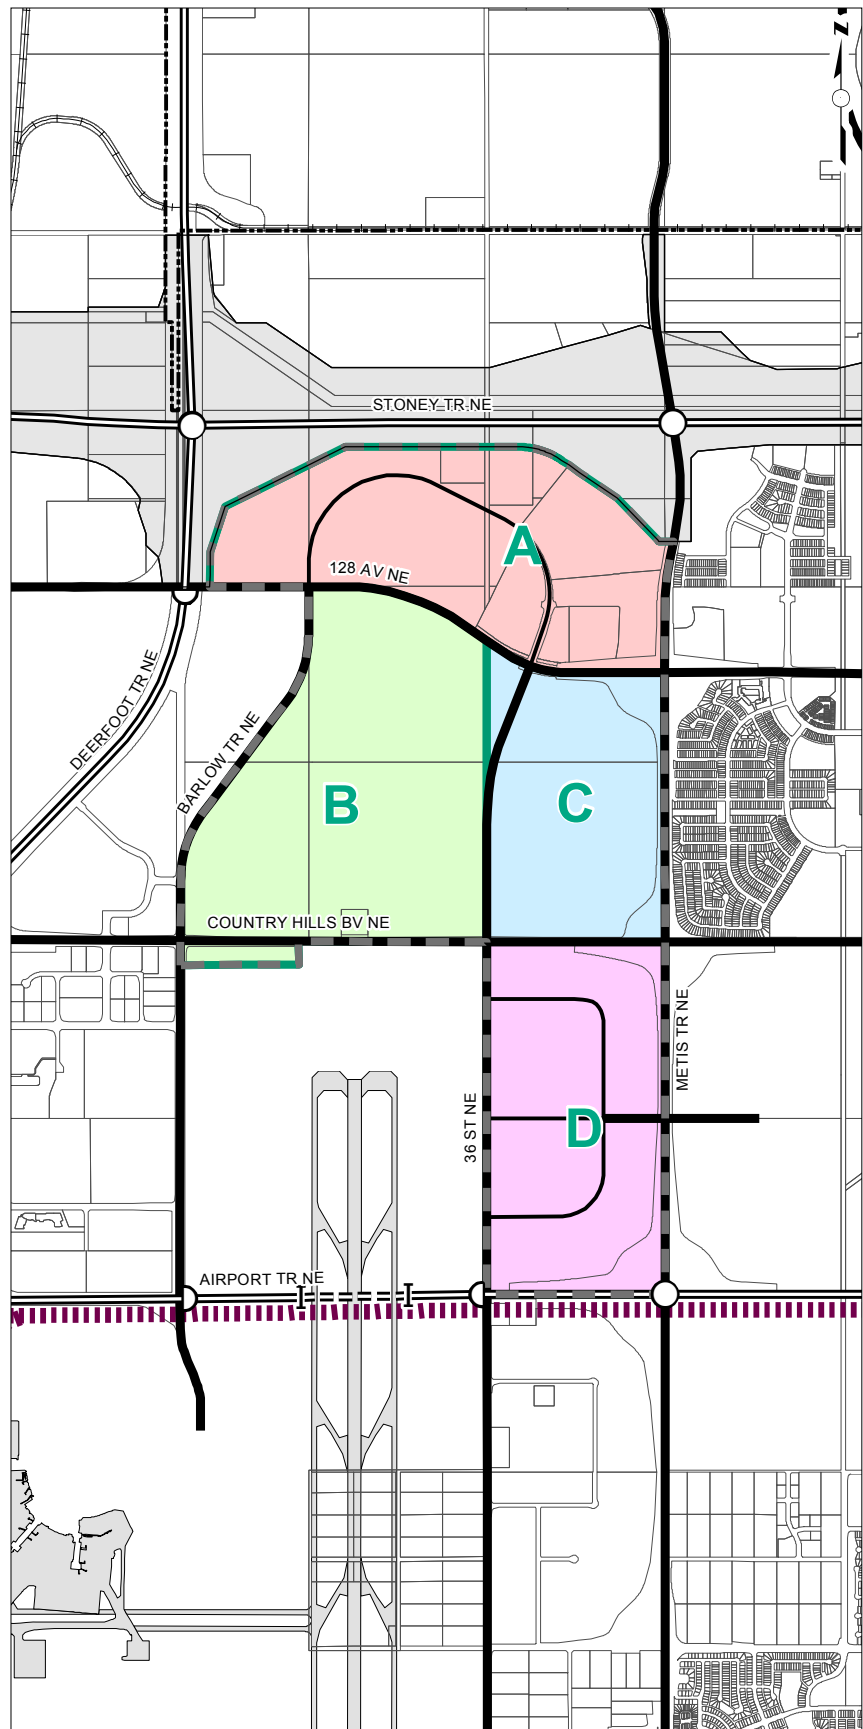 N
STONEY TR NE
A
128 AV NE
DEERFOOT TR NE
BARLOW TR NE
B
C
COUNTRY HILLS BV NE
METIS TR NE
36 ST NE
D
AIRPORT TR NE